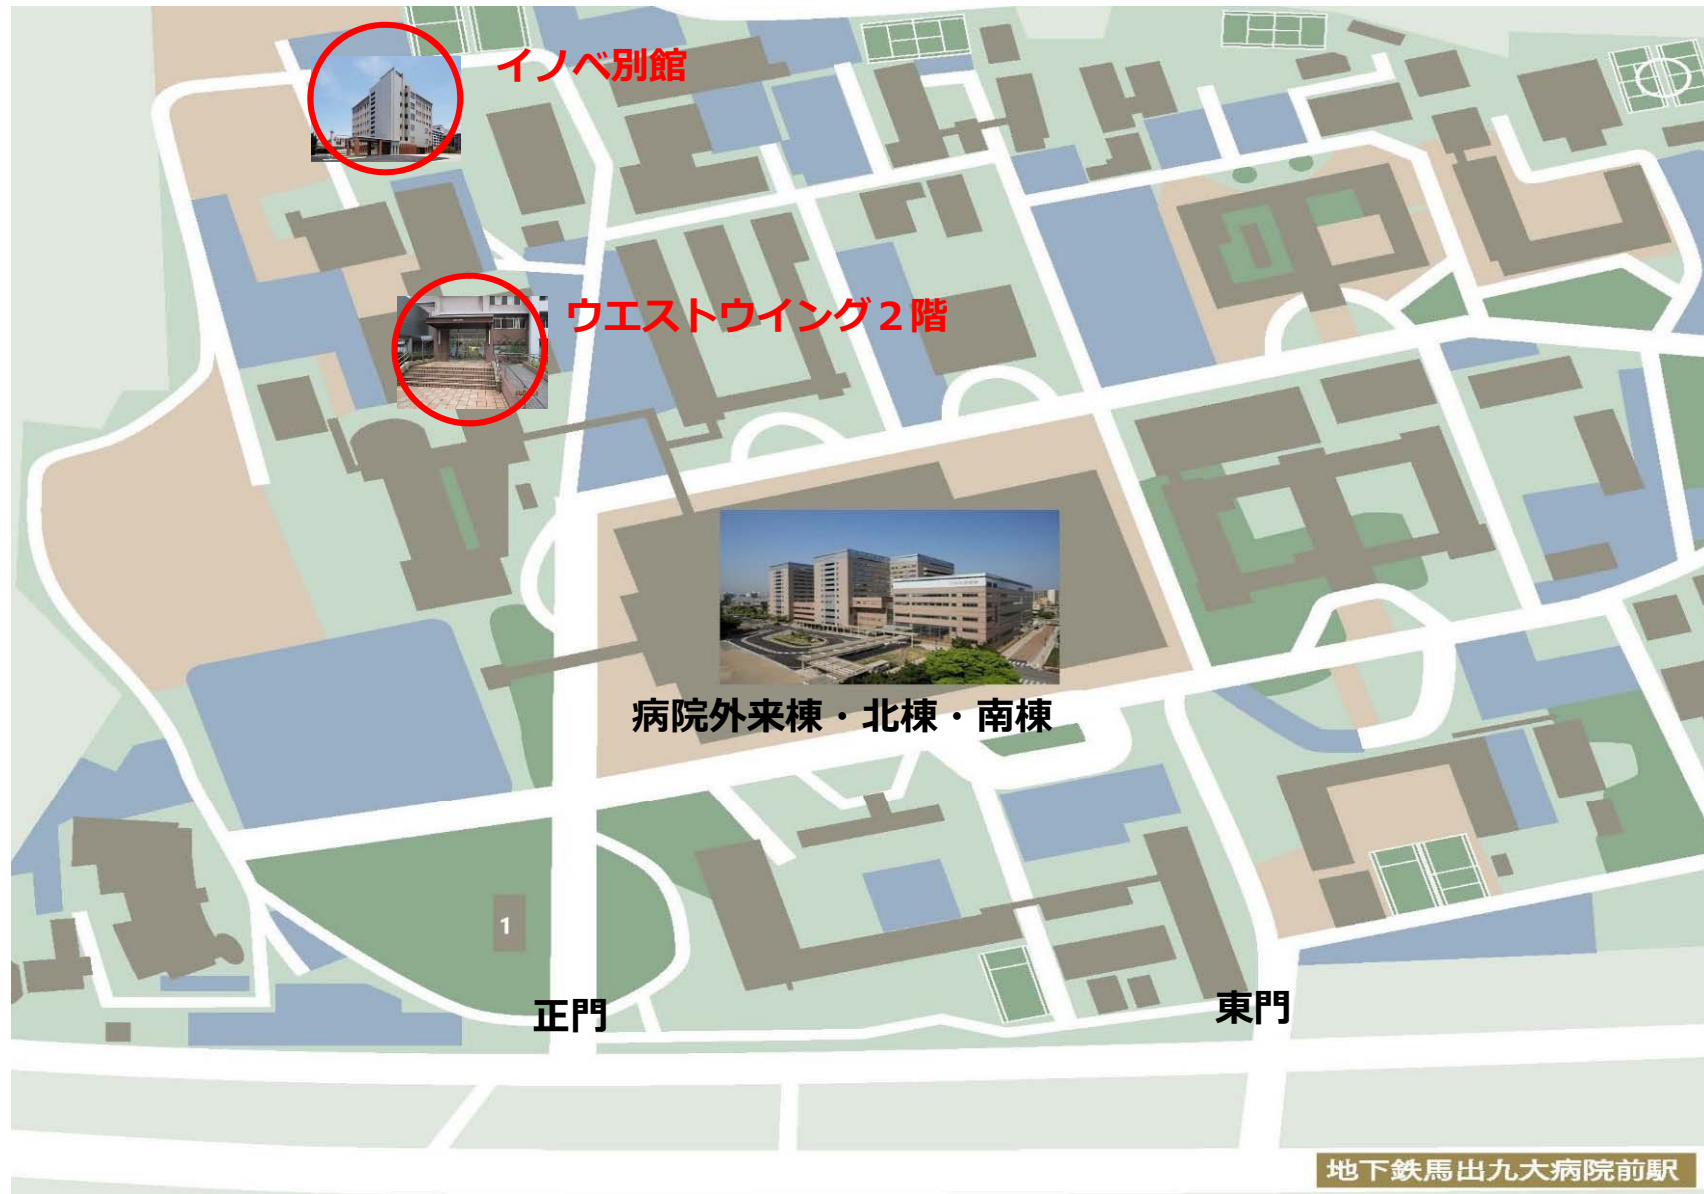 イノベ別館
ウエストウイング２階
病院外来棟・北棟・南棟
1
正門
東門
地下鉄馬出九大病院前駅